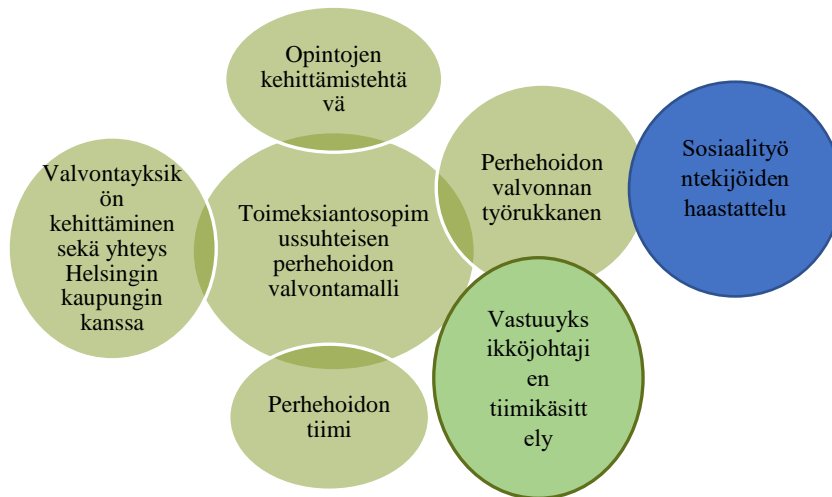 Opintojen
kehittämistehtä
vä
Valvontayksik
ön
kehittäminen
sekä yhteys
Helsingin
kaupungin
kanssa
Toimeksiantosopim
ussuhteisen
perhehoidon
valvontamalli
Perhehoidon
valvonnan
työrukkanen
Sosiaalityö
ntekijöiden
haastattelu
Perhehoidon
tiimi
Vastuuyks
ikköjohtaji
en
tiimikäsitt
ely